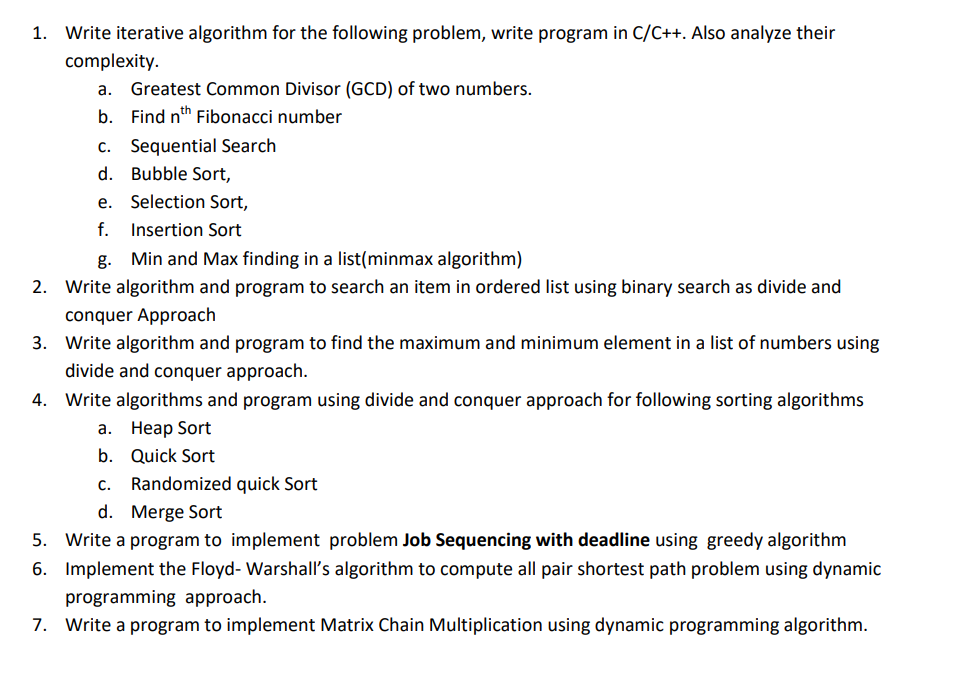 1. Write iterative algorithm for the following problem, write program in C/C++. Also analyze their
complexity.
a. Greatest Common Divisor (GCD) of two numbers.
b. Find nth Fibonacci number
c. Sequential Search
d. Bubble Sort,
e. Selection Sort,
f. Insertion Sort
g. Min and Max finding in a list(minmax algorithm)
2. Write algorithm and program to search an item in ordered list using binary search as divide and
conquer Approach
3. Write algorithm and program to find the maximum and minimum element in a list of numbers using
divide and conquer approach.
4. Write algorithms and program using divide and conquer approach for following sorting algorithms
a. Heap Sort
b. Quick Sort
c. Randomized quick Sort
d. Merge Sort
5. Write a program to implement problem Job Sequencing with deadline using greedy algorithm
6. Implement the Floyd- Warshall’s algorithm to compute all pair shortest path problem using dynamic
programming approach.
7. Write a program to implement Matrix Chain Multiplication using dynamic programming algorithm.